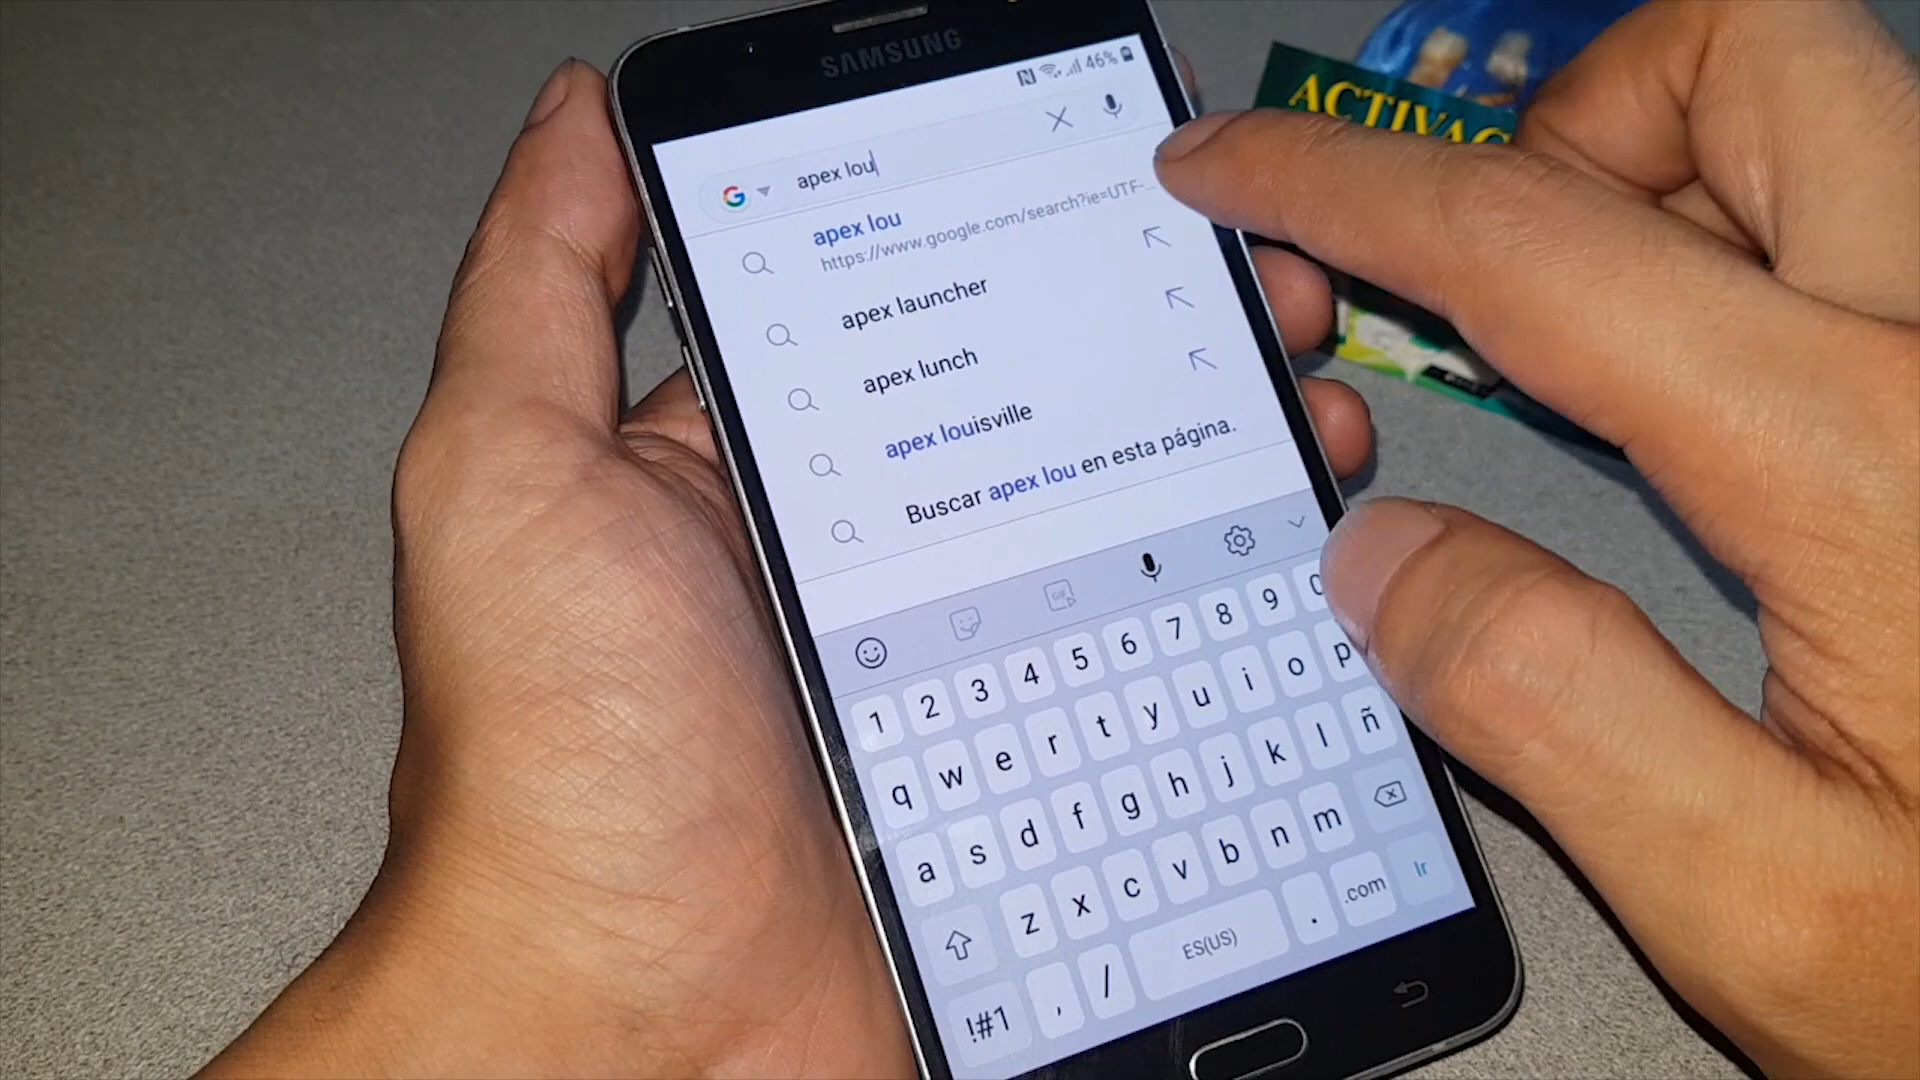 SAMSUNG
46%
ACTIVAC
apex lou
apex lou
https://www.google.com/search?ie=UTF-...
apex launcher
apex lunch
apex louisville
Buscar apex lou en esta página.
GIF
1 2 3 4 5 6 7 8 9 0
q w e r t y u i o p
a s d f g h j k l ñ
z x c v b n m
!#1 , / ES(US) . .com Ir